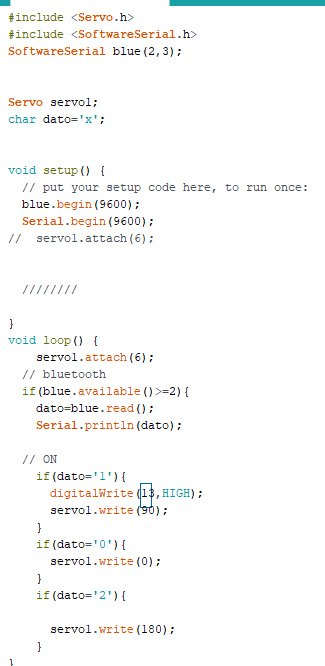 #include <Servo.h>
#include <SoftwareSerial.h>
SoftwareSerial blue(2,3);
Servo servo1;
char dato='x';
void setup() {
// put your setup code here, to run once:
blue.begin(9600);
Serial.begin(9600);
// servo1.attach(6);
////////
}
void loop() {
servo1.attach(6);
// bluetooth
if(blue.available()>=2){
dato=blue.read();
Serial.println(dato);
// ON
if(dato='1'){
digitalWrite(13,HIGH);
servo1.write(90);
}
if(dato='0'){
servo1.write(0);
}
if(dato='2'){
servo1.write(180);
}
}